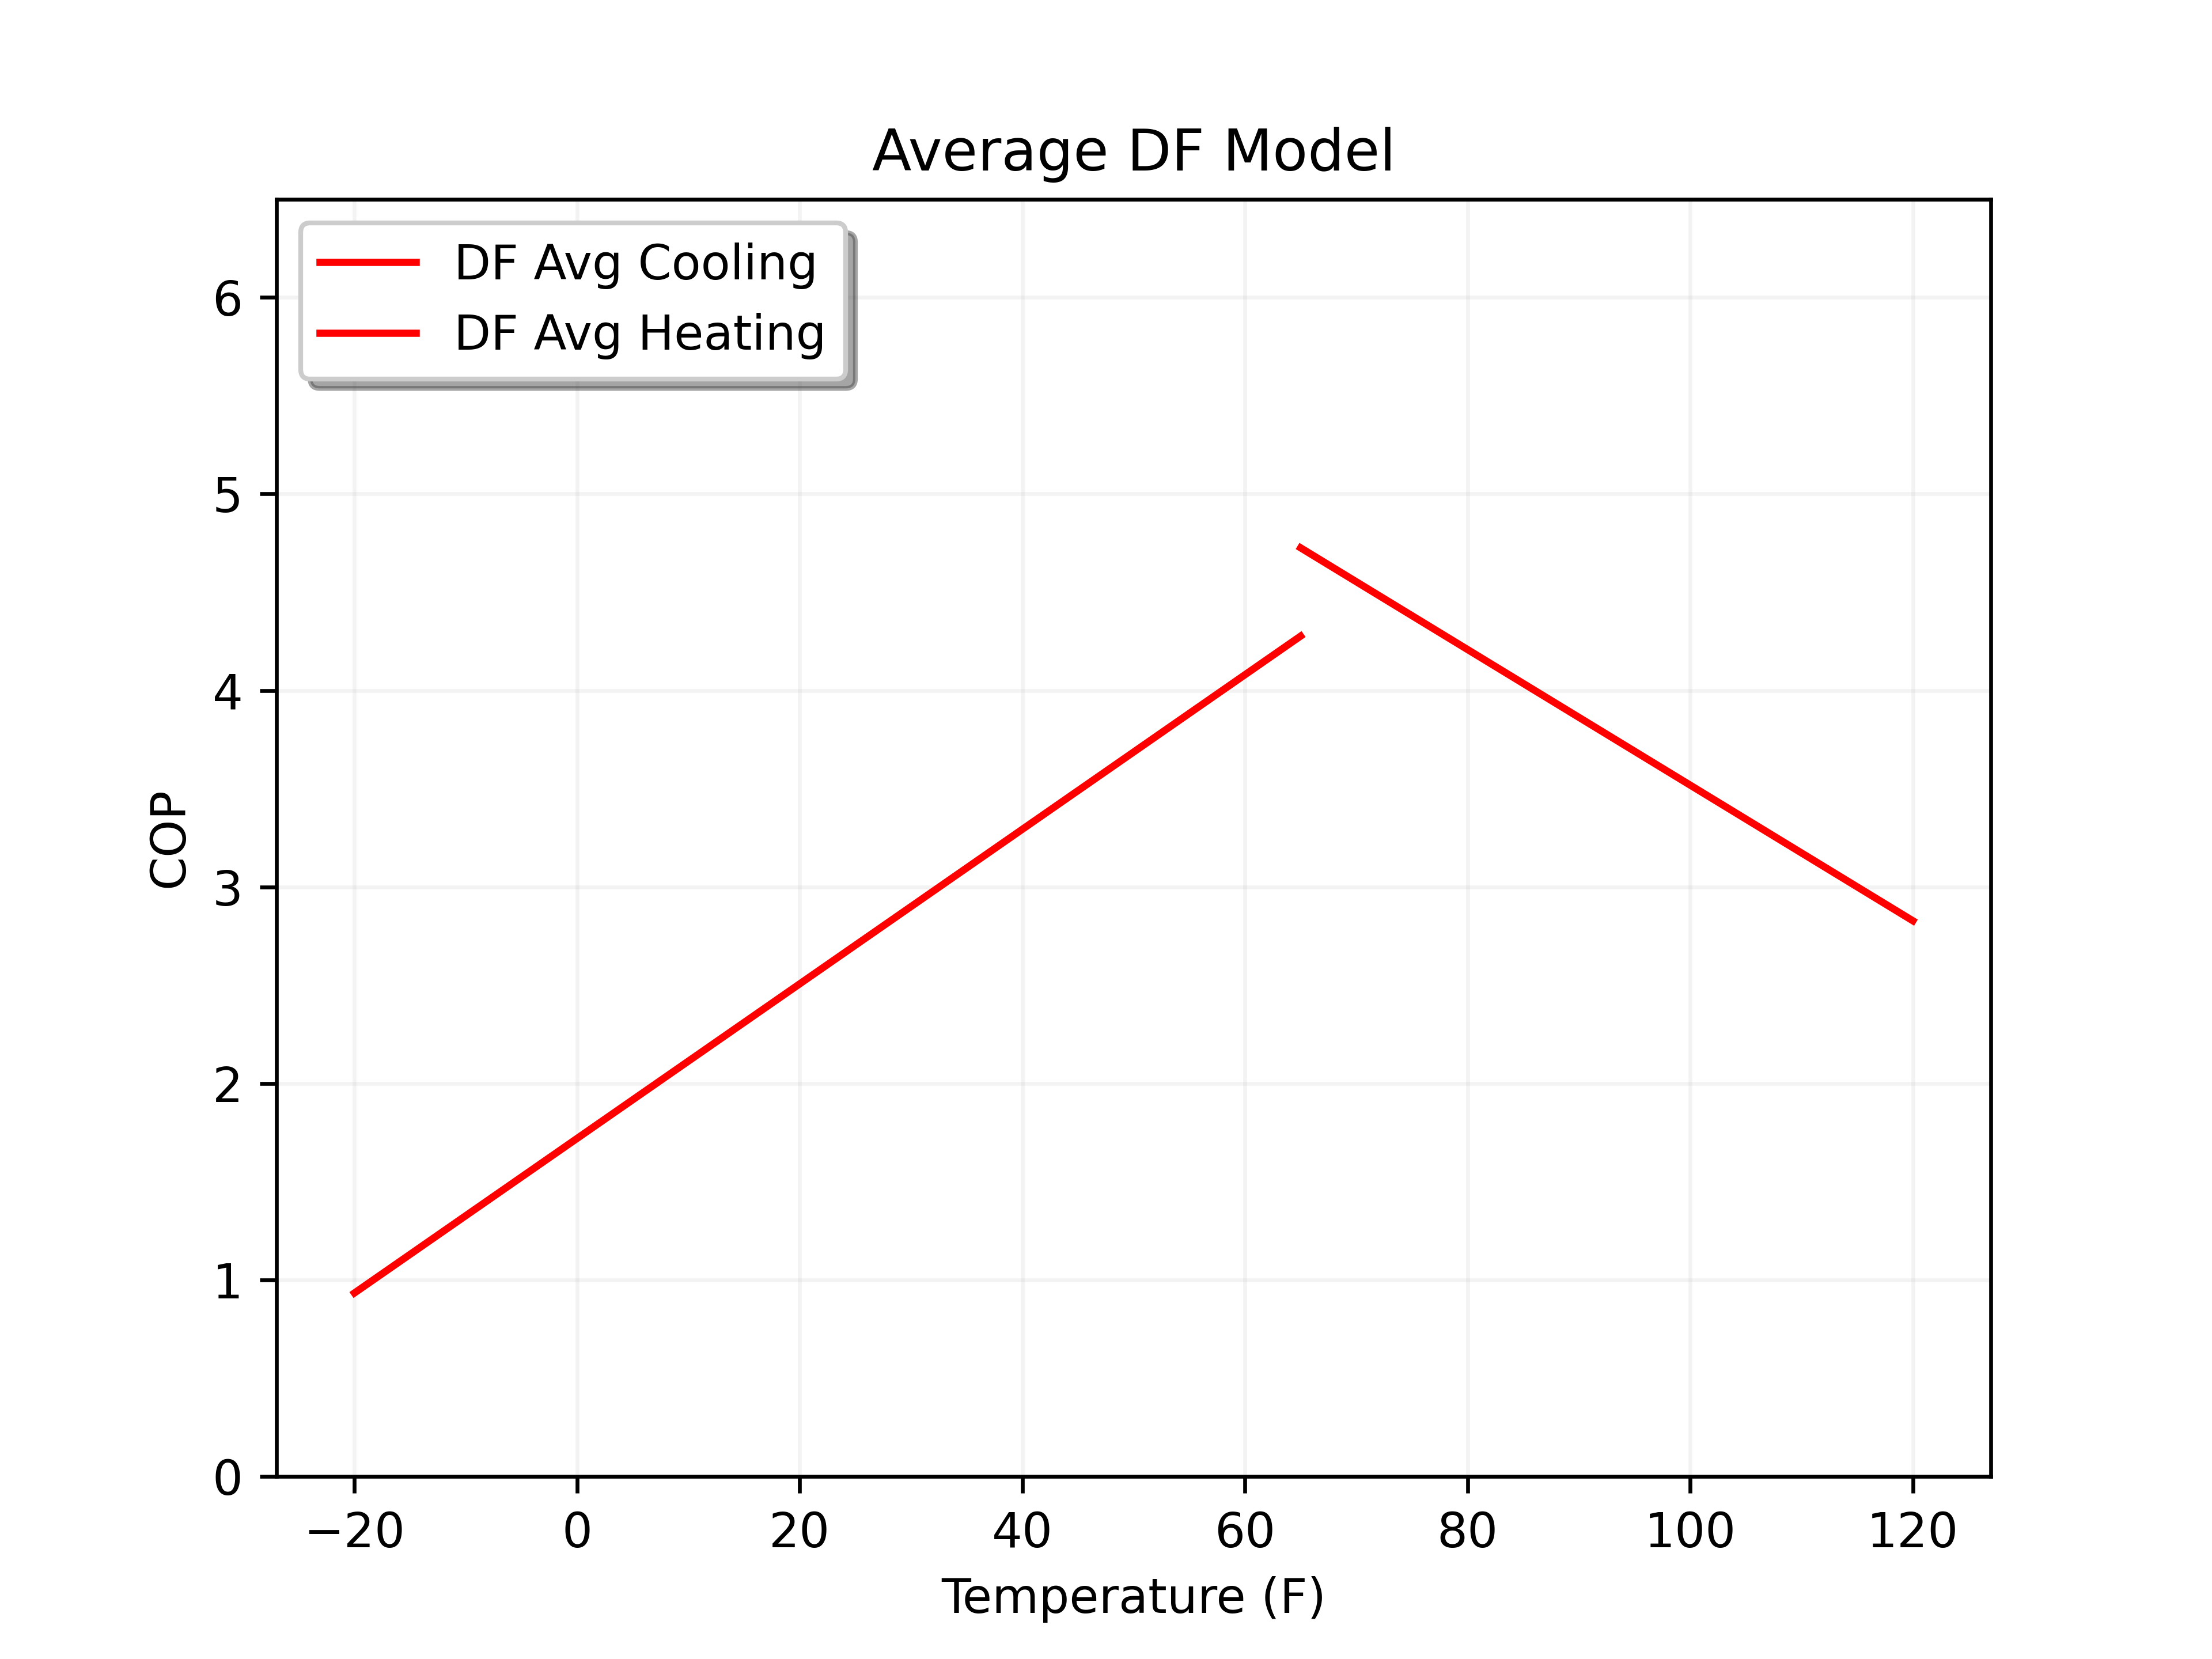 Average DF Model
DF Avg Cooling
DF Avg Heating
6
5
4
3
2
1
0
COP
−20 0 20 40 60 80 100 120
Temperature (F)